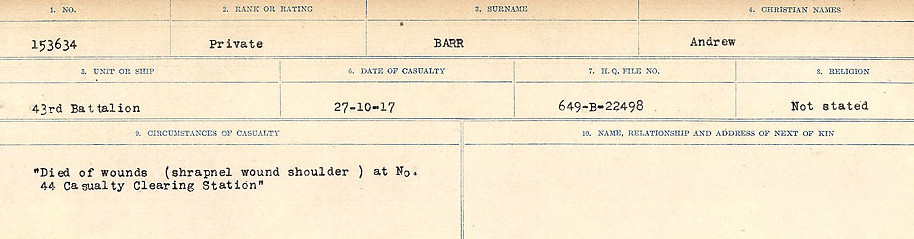 1. NO. 2. RANK OR RATING 3. SURNAME 4. CHRISTIAN NAMES
153634 Private BARR Andrew
5. UNIT OR SHIP 6. DATE OF CASUALTY 7. H. Q. FILE NO. 8. RELIGION
43rd Battalion 27-10-17 649-B-22498 Not stated
9. CIRCUMSTANCES OF CASUALTY 10. NAME, RELATIONSHIP AND ADDRESS OF NEXT OF KIN
"Died of wounds (shrapnel wound shoulder ) at No.
44 Casualty Clearing Station"